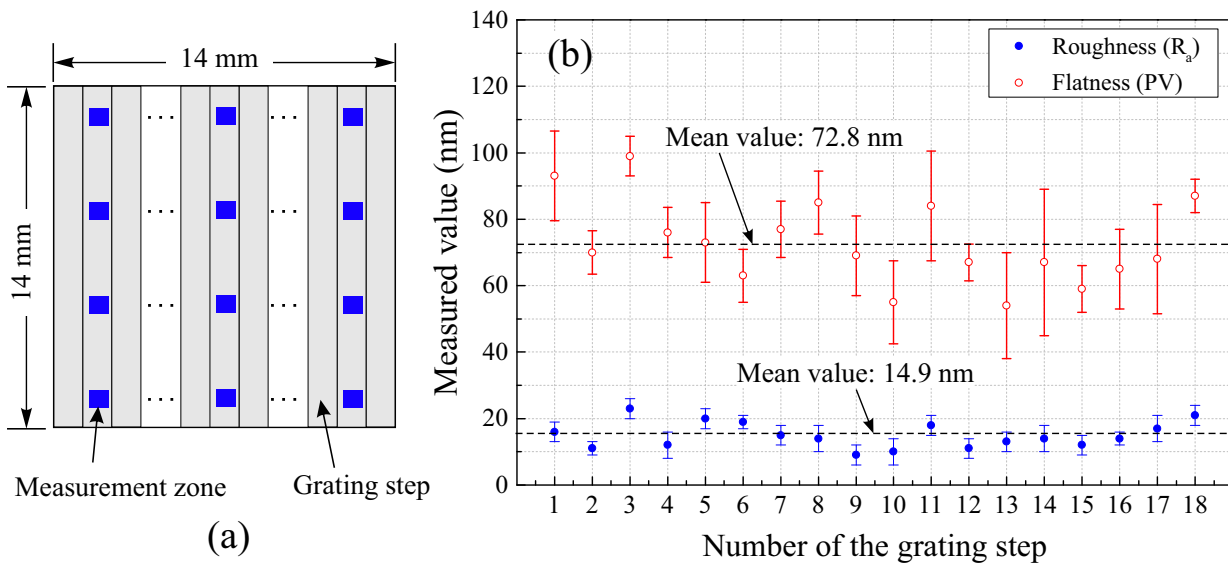 14 mm
14 mm
... ...
... ...
... ...
... ...
Measurement zone
Grating step
(a)
(b)
Roughness (Rₐ)
Flatness (PV)
Mean value: 72.8 nm
Mean value: 14.9 nm
Measured value (nm)
140
120
100
80
60
40
20
0
1 2 3 4 5 6 7 8 9 10 11 12 13 14 15 16 17 18
Number of the grating step